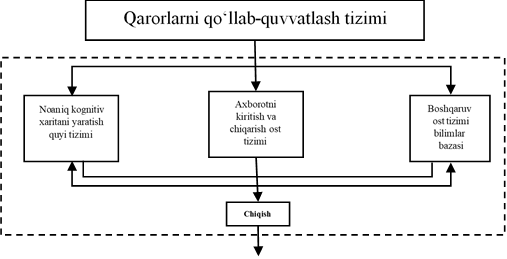 Qarorlarni qo‘llab-quvvatlash tizimi
Noaniq kognitiv
xaritani yaratish
quyi tizimi
Axborotni
kiritish va
chiqarish ost
tizimi
Boshqaruv
ost tizimi
bilimlar
bazasi
Chiqish